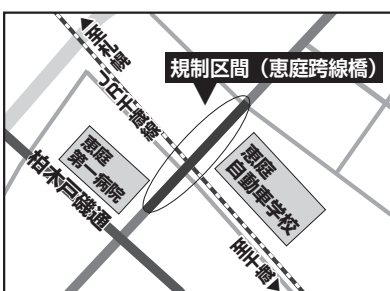 至札幌
JR千歳線
規制区間（恵庭跨線橋）
恵庭
第一病院
恵庭
自動車学校
柏木戸磯通
至千歳